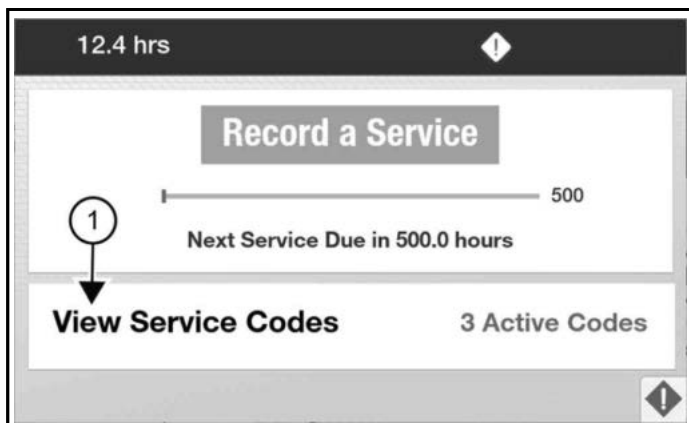 12.4 hrs
Record a Service
500
Next Service Due in 500.0 hours
1
View Service Codes 3 Active Codes